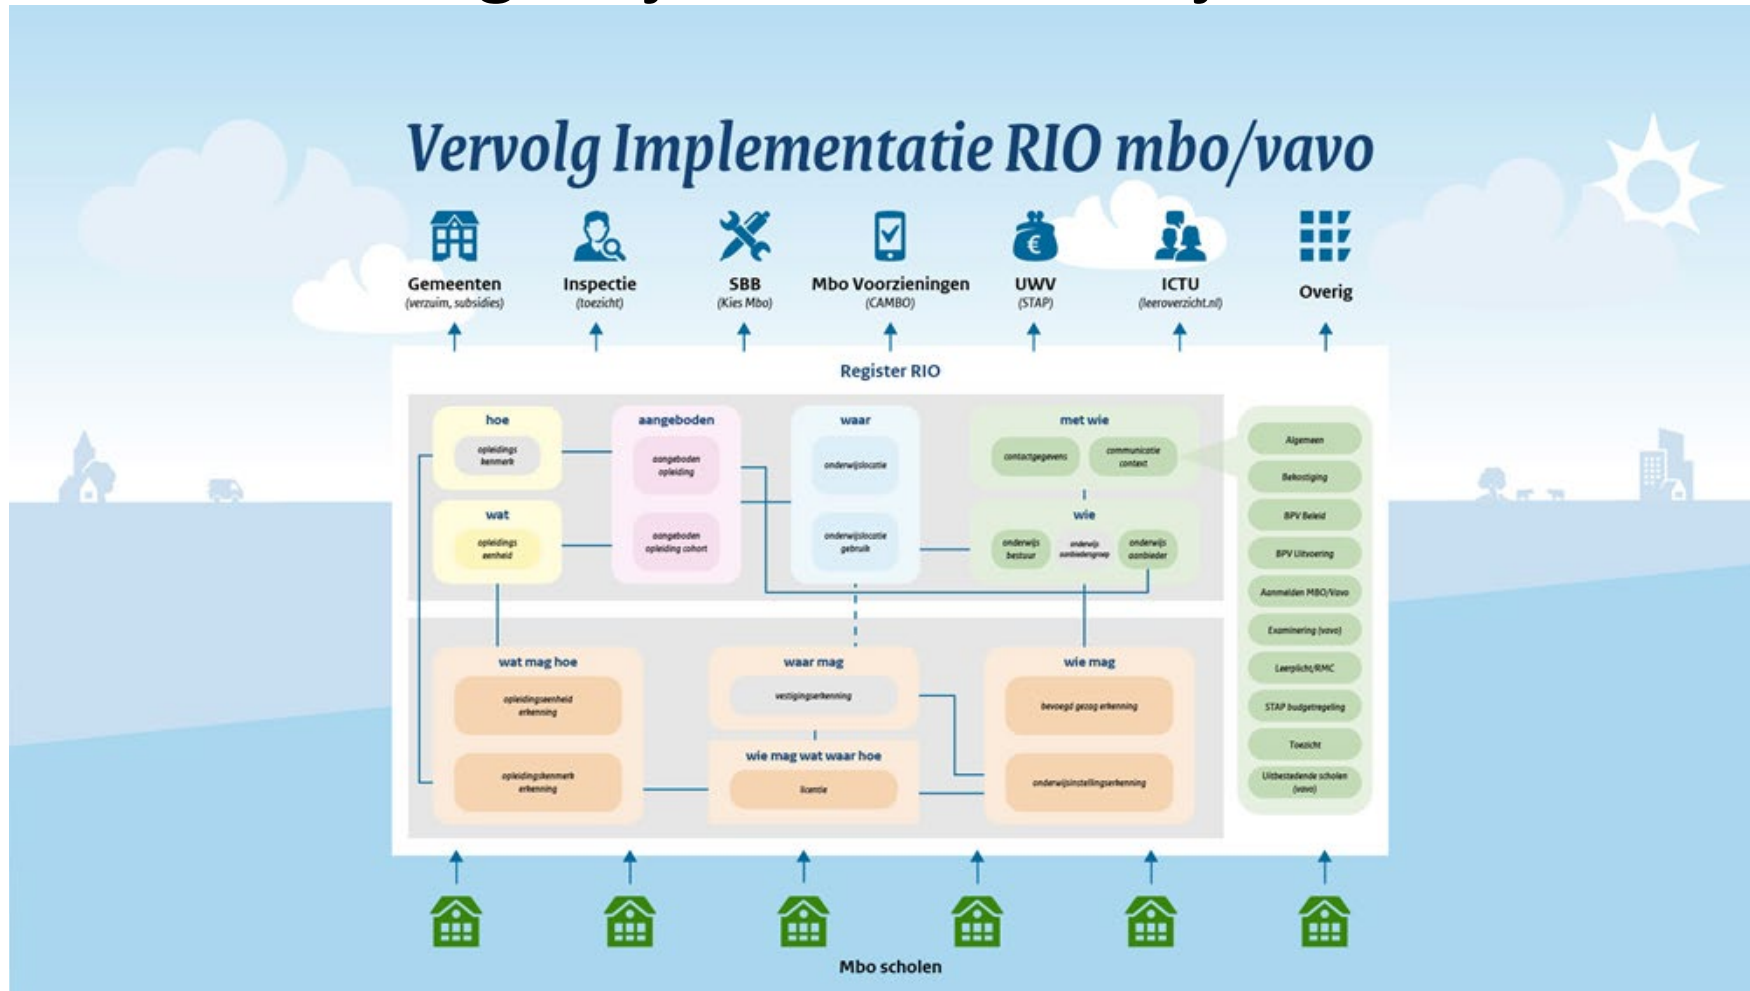 Vervolg Implementatie RIO mbo/vavo
Gemeenten
(verzuim, subsidies)
Inspectie
(toezicht)
SBB
(Kies Mbo)
Mbo Voorzieningen
(CAMBO)
UWV
(STAP)
ICTU
(leeroverzicht.nl)
Overig
Register RIO
hoe
opleidings
kenmerk
wat
opleidings
eenheid
aangeboden
aangeboden
opleiding
aangeboden
opleiding cohort
waar
onderwijslocatie
onderwijslocatie
gebruik
met wie
contactgegevens
communicatie
context
wie
onderwijs
bestuur
onderwijs
aanbiedersgroep
onderwijs
aanbieder
wat mag hoe
opleidingseenheid
erkenning
opleidingskenmerk
erkenning
waar mag
vestigingserkenning
wie mag wat waar hoe
licentie
wie mag
bevoegd gezag erkenning
onderwijsinstellingserkenning
Algemeen
Bekostiging
BPV Beleid
BPV Uitvoering
Aanmelden MBO/Vavo
Examinering (vavo)
Leerplicht/RMC
STAP budgetregeling
Toezicht
Uitbestedende scholen
(vavo)
Mbo scholen